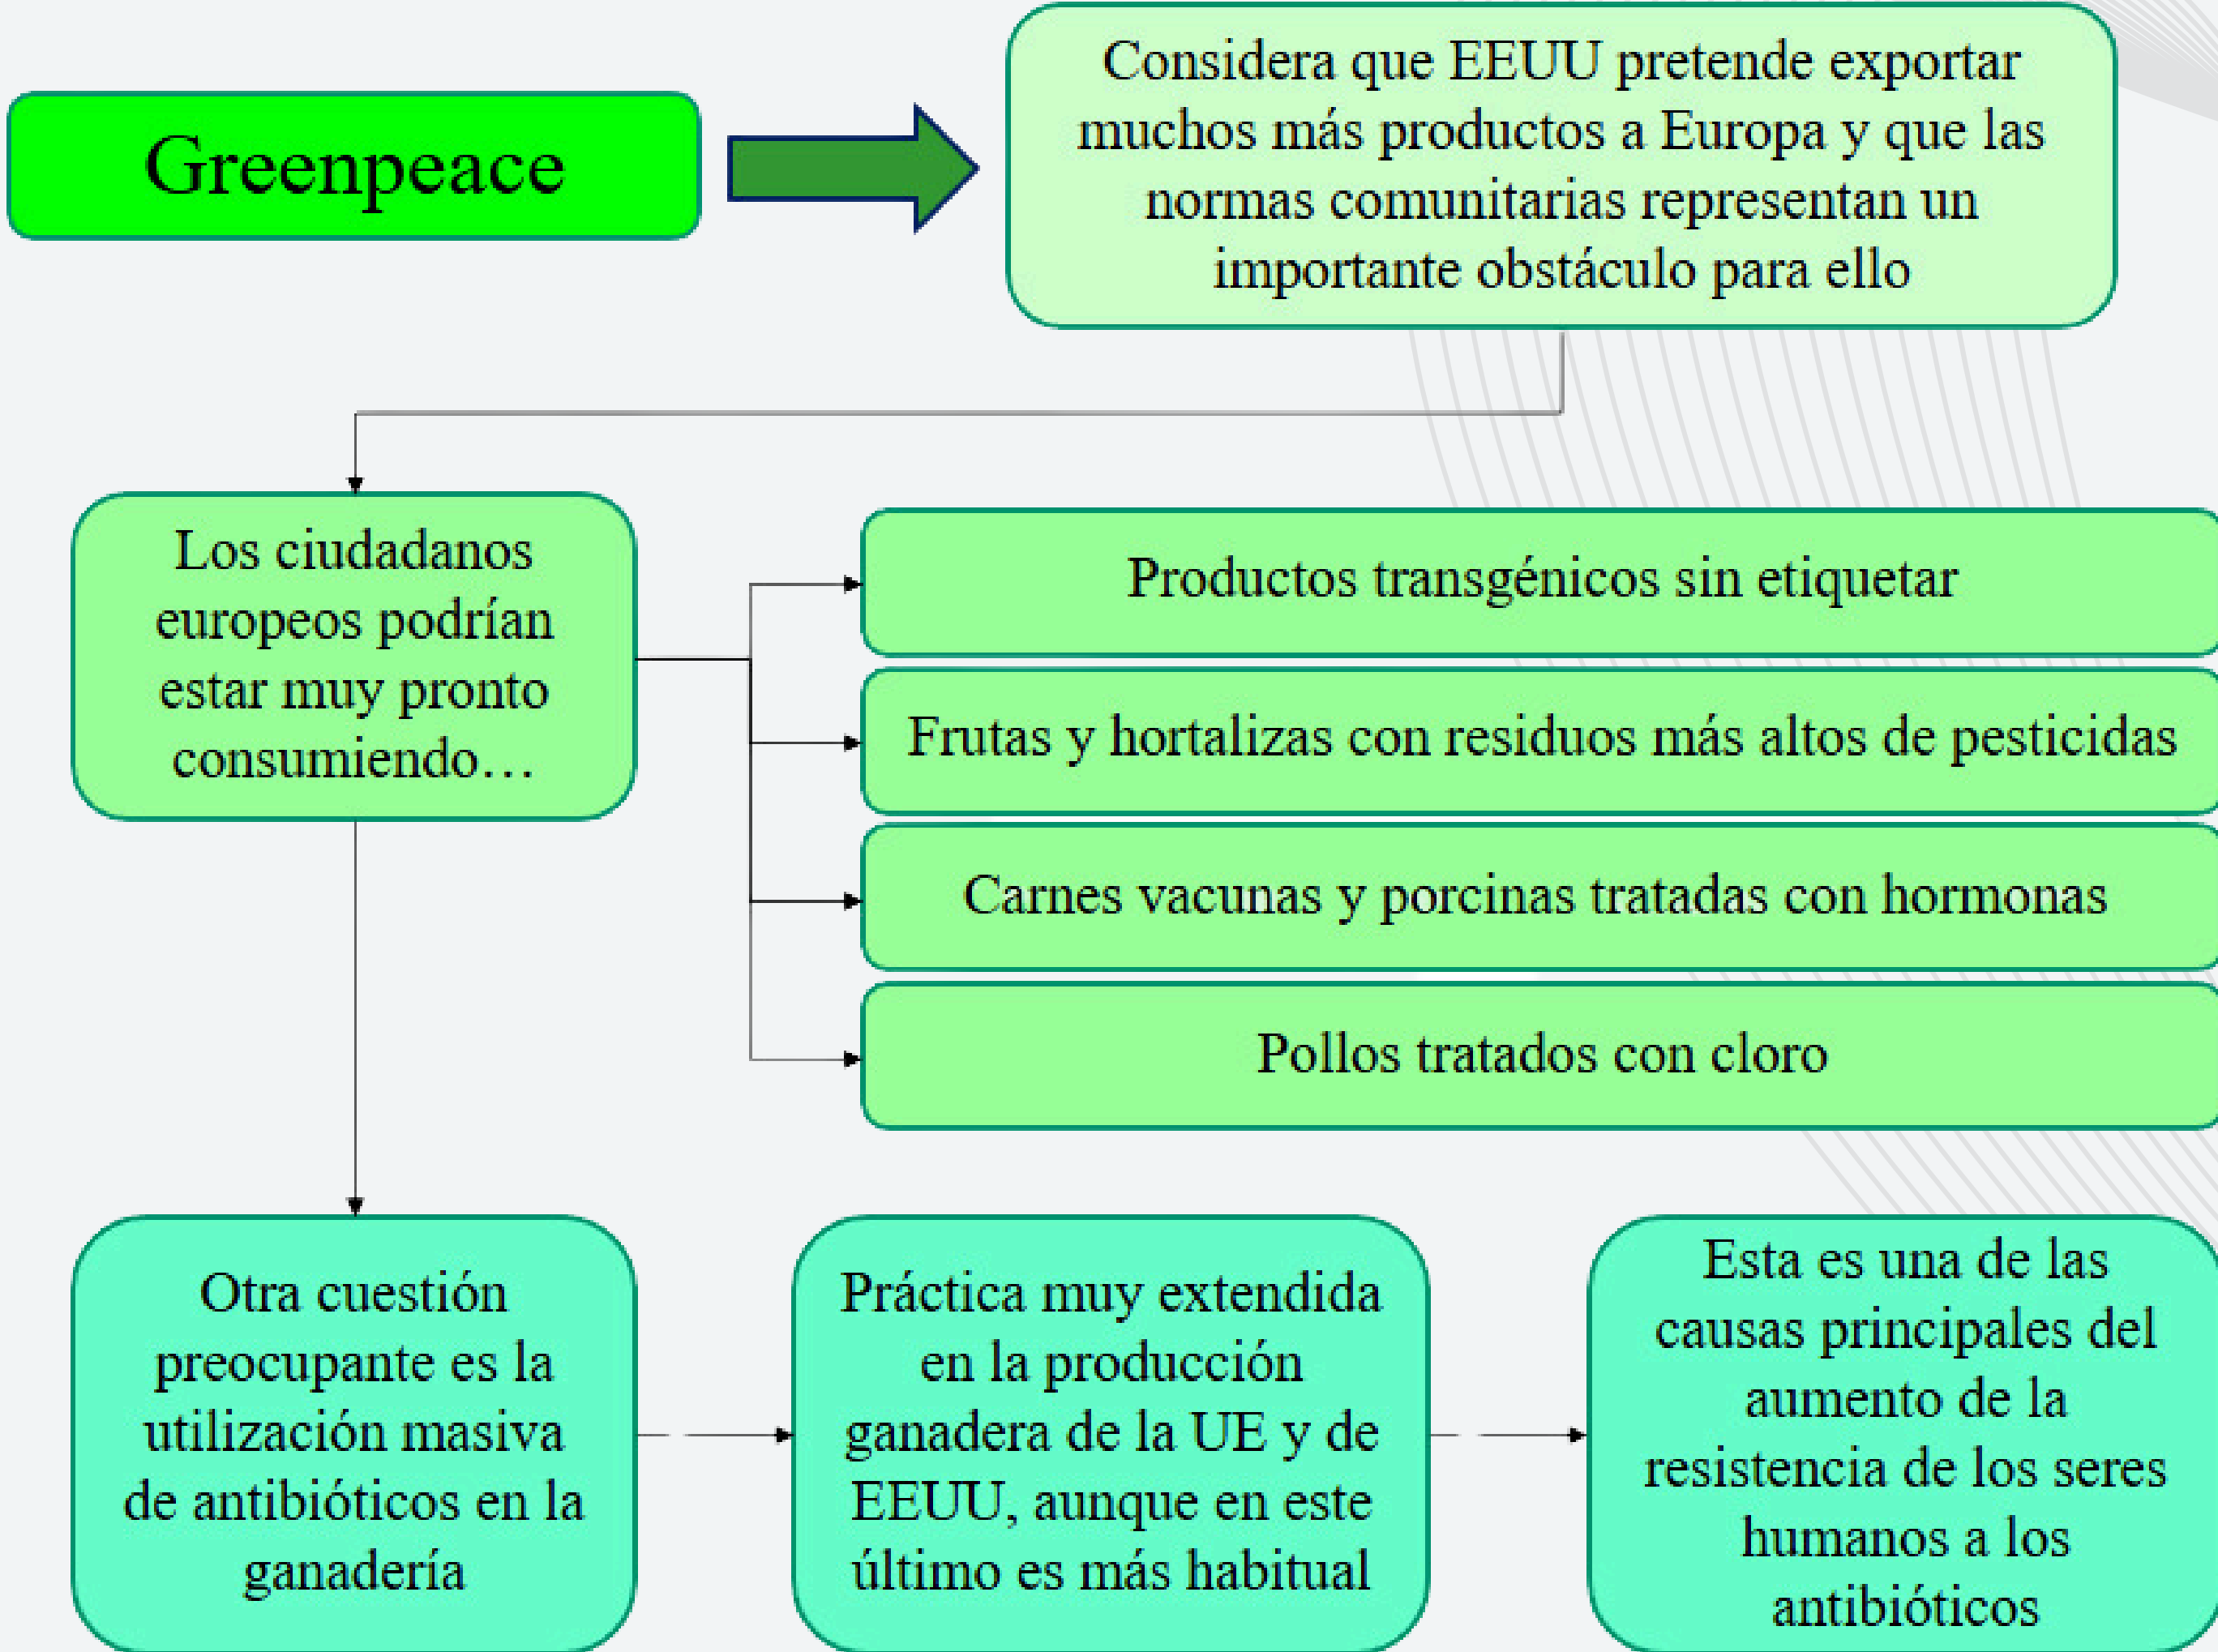 Greenpeace
Considera que EEUU pretende exportar
muchos más productos a Europa y que las
normas comunitarias representan un
importante obstáculo para ello
Los ciudadanos
europeos podrían
estar muy pronto
consumiendo…
Productos transgénicos sin etiquetar
Frutas y hortalizas con residuos más altos de pesticidas
Carnes vacunas y porcinas tratadas con hormonas
Pollos tratados con cloro
Otra cuestión
preocupante es la
utilización masiva
de antibióticos en la
ganadería
Práctica muy extendida
en la producción
ganadera de la UE y de
EEUU, aunque en este
último es más habitual
Esta es una de las
causas principales del
aumento de la
resistencia de los seres
humanos a los
antibióticos